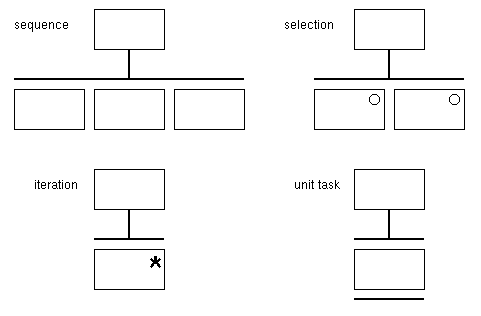 sequence
selection
iteration
unit task